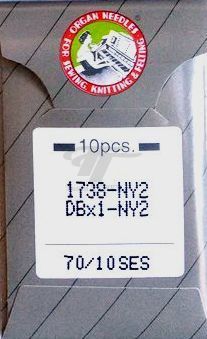 ORGAN NEEDLES
FOR SEWING, KNITTING & FELTING
10pcs.
1738-NY2
DBx1-NY2
70/10SES